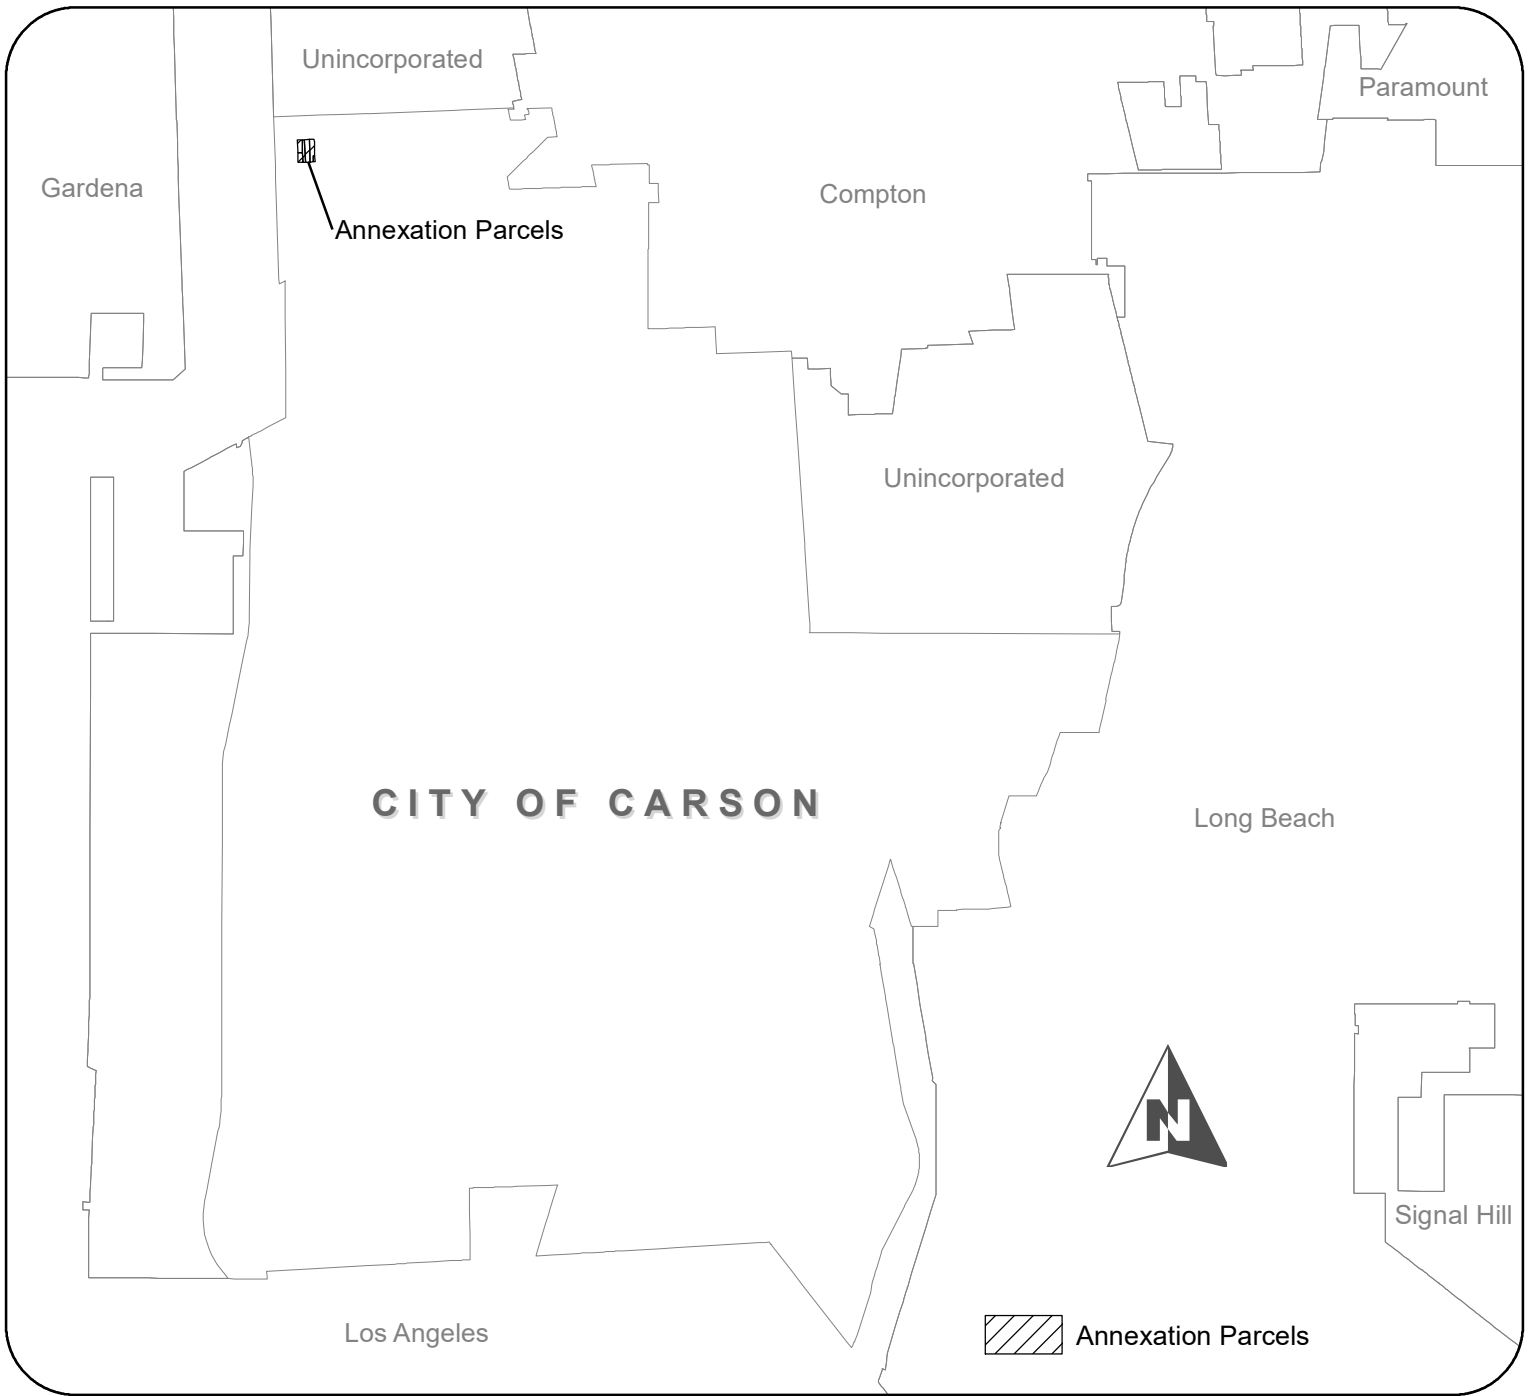 Unincorporated
Paramount
Gardena
Compton
Annexation Parcels
Unincorporated
CITY OF CARSON
Long Beach
N
Signal Hill
Los Angeles
Annexation Parcels